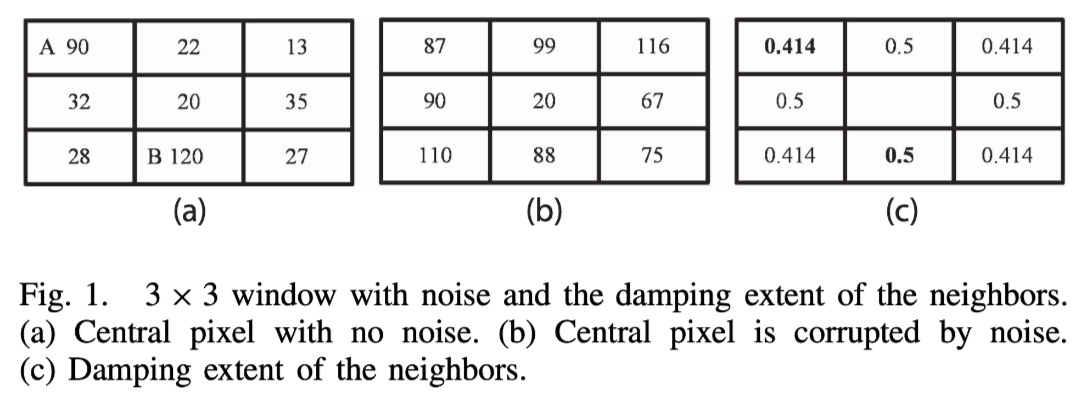 A 90 22 13 87 99 116 0.414 0.5 0.414
32 20 35 90 20 67 0.5 0.5
28 B 120 27 110 88 75 0.414 0.5 0.414
(a) (b) (c)
Fig. 1. 3 × 3 window with noise and the damping extent of the neighbors.
(a) Central pixel with no noise. (b) Central pixel is corrupted by noise.
(c) Damping extent of the neighbors.